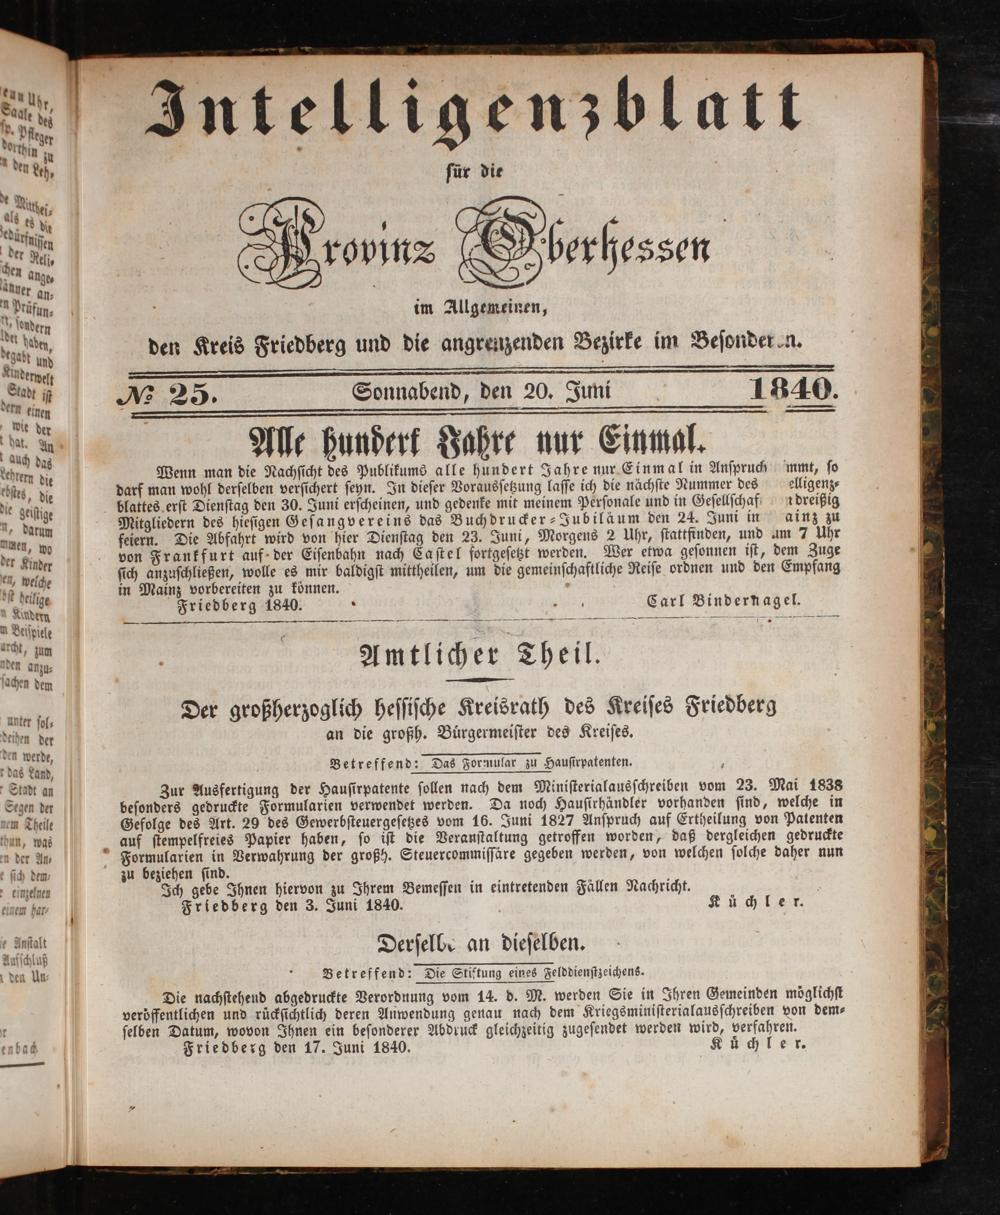 Intelligenzblatt
für die
Provinz Oberhessen
im Allgemeinen,
den Kreis Friedberg und die angrenzenden Bezirke im Besonderen.
№ 25. Sonnabend, den 20. Juni 1840.
Alle hundert Jahre nur Einmal.
Wenn man die Nachsicht des Publikums alle hundert Jahre nur Einmal in Anspruch immt, so
darf man wohl derselben versichert seyn. In dieser Voraussetzung lasse ich die nächste Nummer des elligenz-
blattes erst Dienstag den 30. Juni erscheinen, und gedenke mit meinem Personale und in Gesellschaf dreißig
Mitgliedern des hiesigen Gesangvereins das Buchdrucker-Jubiläum den 24. Juni in ainz zu
feiern. Die Abfahrt wird von hier Dienstag den 23. Juni, Morgens 2 Uhr, stattfinden, und um 7 Uhr
von Frankfurt auf der Eisenbahn nach Castel fortgesetzt werden. Wer etwa gesonnen ist, dem Zuge
sich anzuschließen, wolle es mir baldigst mittheilen, um die gemeinschaftliche Reise ordnen und den Empfang
in Mainz vorbereiten zu können.
Friedberg 1840. Carl Bindernagel.
Amtlicher Theil.
Der großherzoglich hessische Kreisrath des Kreises Friedberg
an die großh. Bürgermeister des Kreises.
Betreffend: Das Formular zu Hausirpatenten.
Zur Ausfertigung der Hausirpatente sollen nach dem Ministerialausschreiben vom 23. Mai 1838
besonders gedruckte Formularien verwendet werden. Da noch Hausirhändler vorhanden sind, welche in
Gefolge des Art. 29 des Gewerbsteuergesetzes vom 16. Juni 1827 Anspruch auf Ertheilung von Patenten
auf stempelfreies Papier haben, so ist die Veranstaltung getroffen worden, daß dergleichen gedruckte
Formularien in Verwahrung der großh. Steuercommissäre gegeben werden, von welchen solche daher nun
zu beziehen sind.
Ich gebe Ihnen hiervon zu Ihrem Bemessen in eintretenden Fällen Nachricht.
Friedberg den 3. Juni 1840. Küchler.
Derselbe an dieselben.
Betreffend: Die Stiftung eines Felddienstzeichens.
Die nachstehend abgedruckte Verordnung vom 14. d. M. werden Sie in Ihren Gemeinden möglichst
veröffentlichen und rücksichtlich deren Anwendung genau nach dem Kriegsministerialausschreiben von dem-
selben Datum, wovon Ihnen ein besonderer Abdruck gleichzeitig zugesendet werden wird, verfahren.
Friedberg den 17. Juni 1840. Küchler.